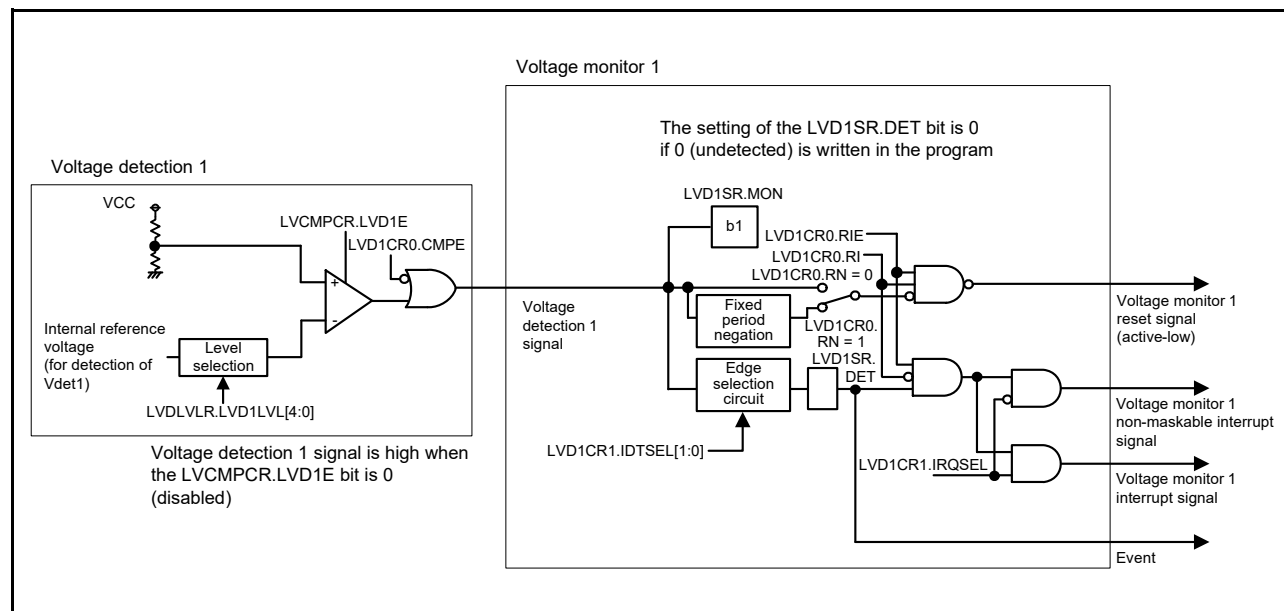 Voltage monitor 1
The setting of the LVD1SR.DET bit is 0
if 0 (undetected) is written in the program
Voltage detection 1
VCC
LVCMPCR.LVD1E
LVD1CR0.CMPE
LVD1SR.MON
b1
LVD1CR0.RIE
LVD1CR0.RI
LVD1CR0.RN = 0
Voltage
detection 1
signal
Fixed
period
negation
LVD1CR0.
RN = 1
Voltage monitor 1
reset signal
(active-low)
+
-
Internal reference
voltage
(for detection of
Vdet1)
Level
selection
LVDLVLR.LVD1LVL[4:0]
Edge
selection
circuit
LVD1SR.
DET
LVD1CR1.IDTSEL[1:0]
Voltage monitor 1
non-maskable interrupt
signal
LVD1CR1.IRQSEL
Voltage monitor 1
interrupt signal
Voltage detection 1 signal is high when
the LVCMPCR.LVD1E bit is 0
(disabled)
Event